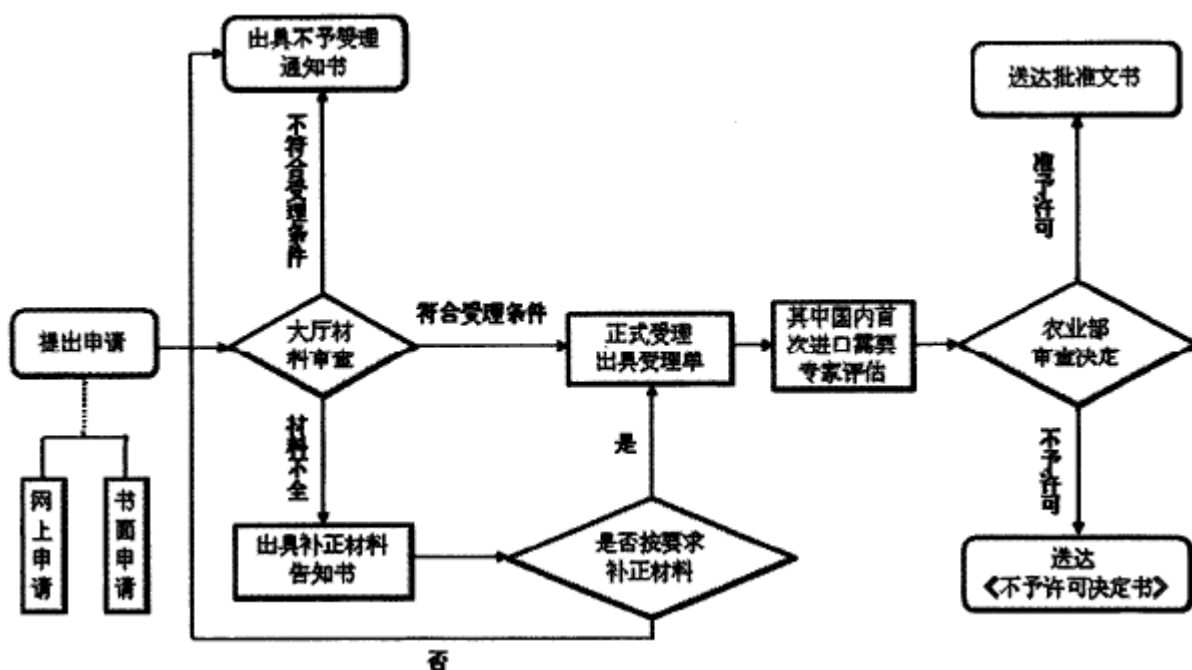 出具不予受理
通知书
送达批准文书
不符合受理条件
准予许可
提出申请
大厅材
料审查
符合受理条件
正式受理
出具受理单
其中国内首
次进口需要
专家评估
农业部
审查决定
材料不全
是
不予许可
网上申请
书面申请
出具补正材料
告知书
是否按要求
补正材料
送达
《不予许可决定书》
否